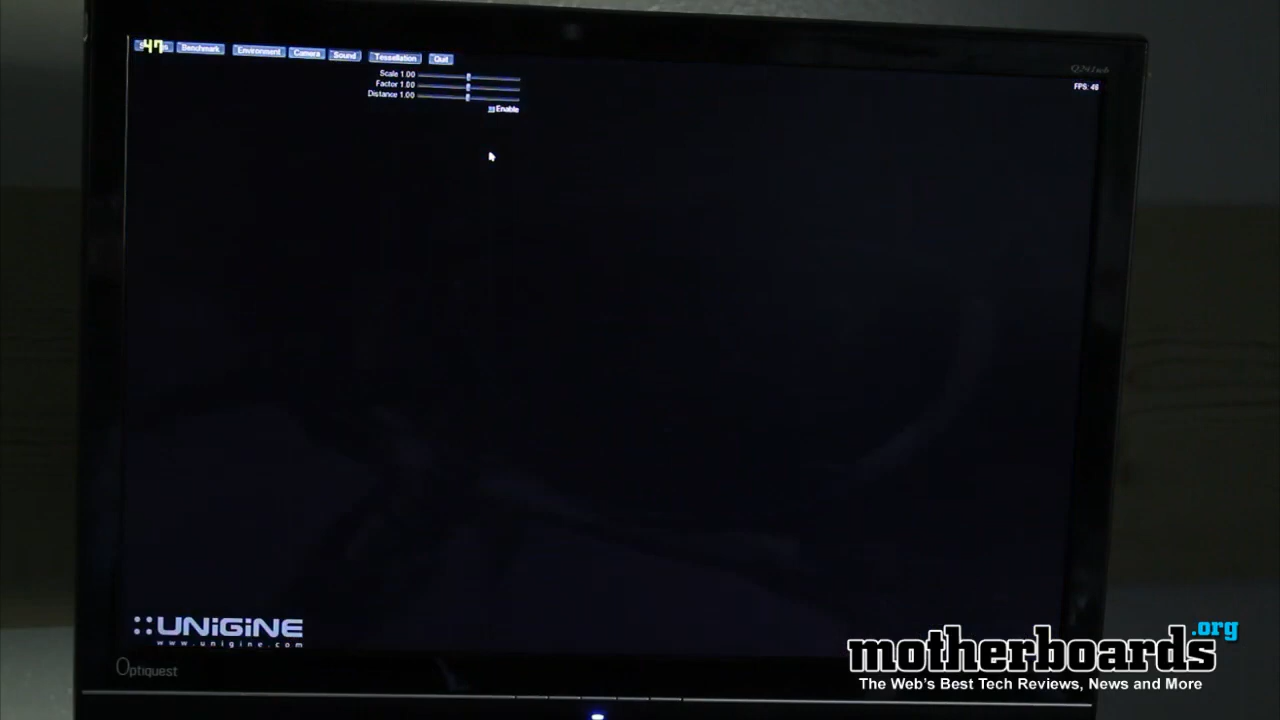 47
Benchmark
Environment
Camera
Sound
Tessellation
Quit
Scale 1.00
Factor 1.00
Distance 1.00
Enable
FPS: 48
::UNiGiNE
www.unigine.com
Optiquest
motherboards.org
The Web's Best Tech Reviews, News and More